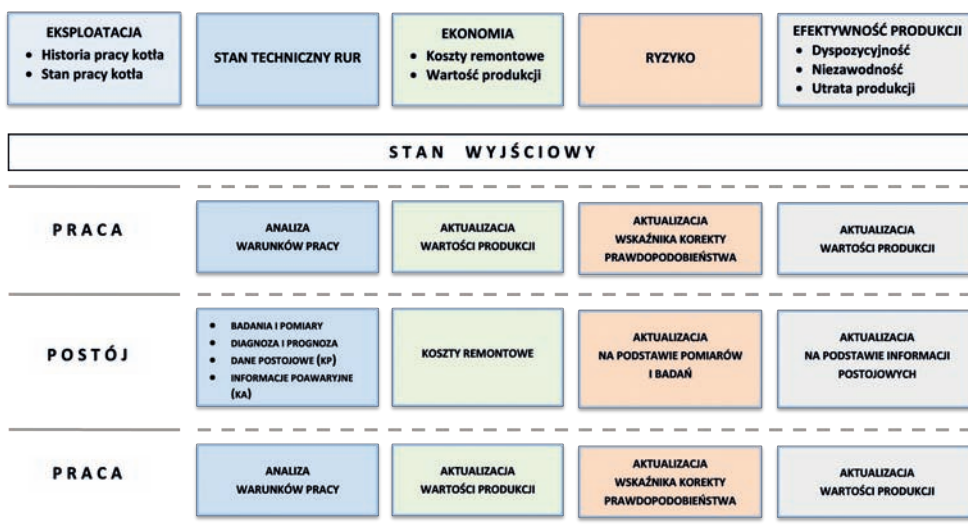 EKSPLOATACJA
• Historia pracy kotła
• Stan pracy kotła
STAN TECHNICZNY RUR
EKONOMIA
• Koszty remontowe
• Wartość produkcji
RYZYKO
EFEKTYWNOŚĆ PRODUKCJI
• Dyspozycyjność
• Niezawodność
• Utrata produkcji
STAN WYJŚCIOWY
PRACA
ANALIZA
WARUNKÓW PRACY
AKTUALIZACJA
WARTOŚCI PRODUKCJI
AKTUALIZACJA
WSKAŹNIKA KOREKTY
PRAWDOPODOBIEŃSTWA
AKTUALIZACJA
WARTOŚCI PRODUKCJI
POSTÓJ
• BADANIA I POMIARY
• DIAGNOZA I PROGNOZA
• DANE POSTOJOWE (KP)
• INFORMACJE POAWARYJNE
(KA)
KOSZTY REMONTOWE
AKTUALIZACJA
NA PODSTAWIE POMIARÓW
I BADAŃ
AKTUALIZACJA
NA PODSTAWIE INFORMACJI
POSTOJOWYCH
PRACA
ANALIZA
WARUNKÓW PRACY
AKTUALIZACJA
WARTOŚCI PRODUKCJI
AKTUALIZACJA
WSKAŹNIKA KOREKTY
PRAWDOPODOBIEŃSTWA
AKTUALIZACJA
WARTOŚCI PRODUKCJI